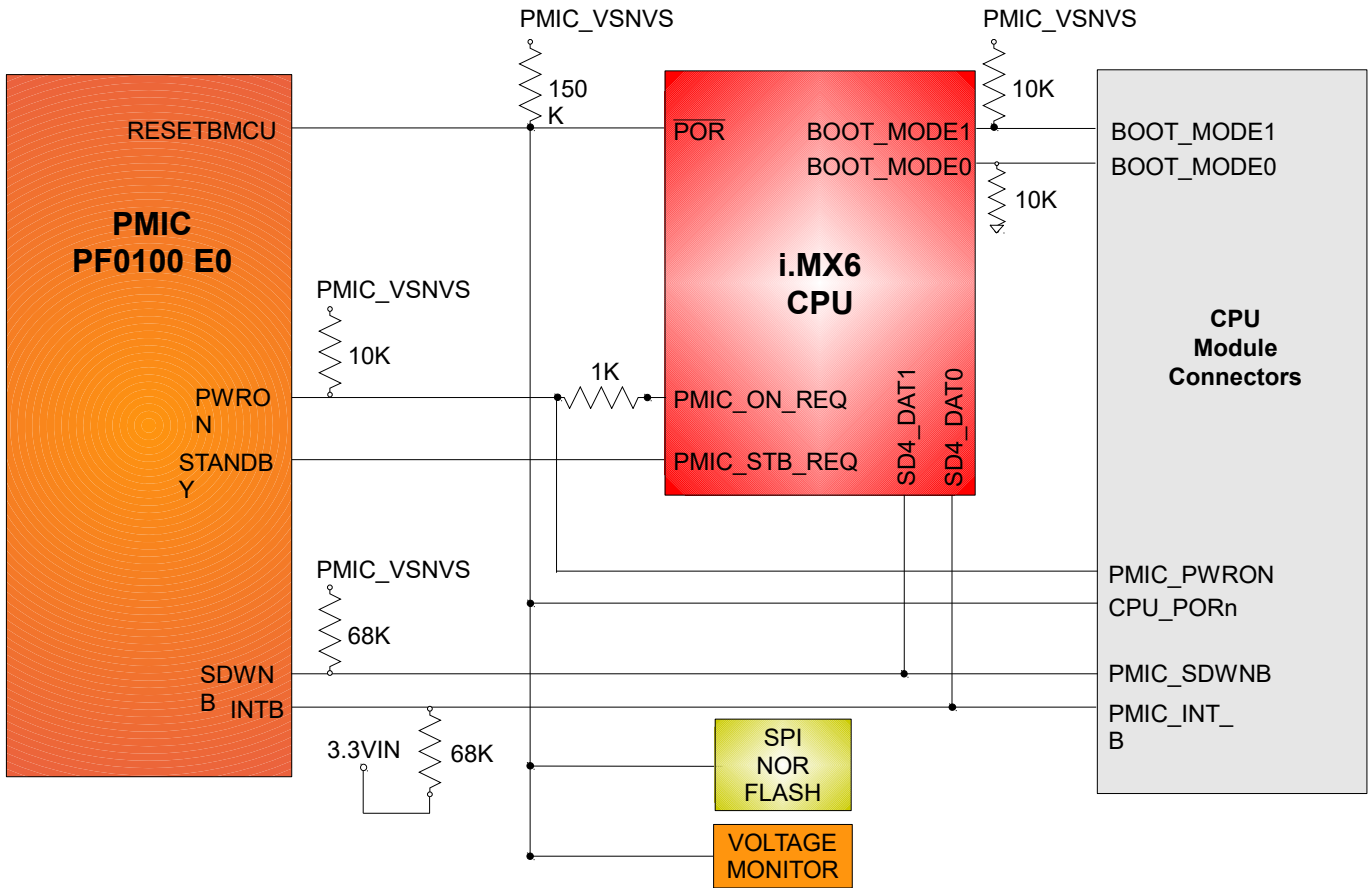 PMIC_VSNVS
PMIC_VSNVS
150
K
10K
RESETBMCU
POR
BOOT_MODE1
BOOT_MODE1
BOOT_MODE0
BOOT_MODE0
10K
PMIC
PF0100 E0
i.MX6
CPU
PMIC_VSNVS
10K
CPU
Module
Connectors
1K
PWRO
N
PMIC_ON_REQ
SD4_DAT1
SD4_DAT0
STANDB
Y
PMIC_STB_REQ
PMIC_VSNVS
68K
PMIC_PWRON
CPU_PORn
SDWN
B
PMIC_SDWNB
INTB
PMIC_INT_
B
3.3VIN
68K
SPI
NOR
FLASH
VOLTAGE
MONITOR